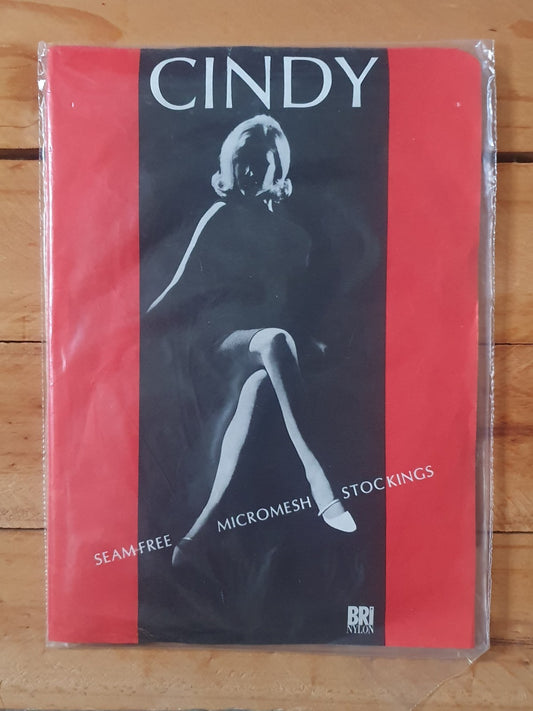 CINDY
SEAM-FREE MICROMESH STOCKINGS
BRi
NYLON